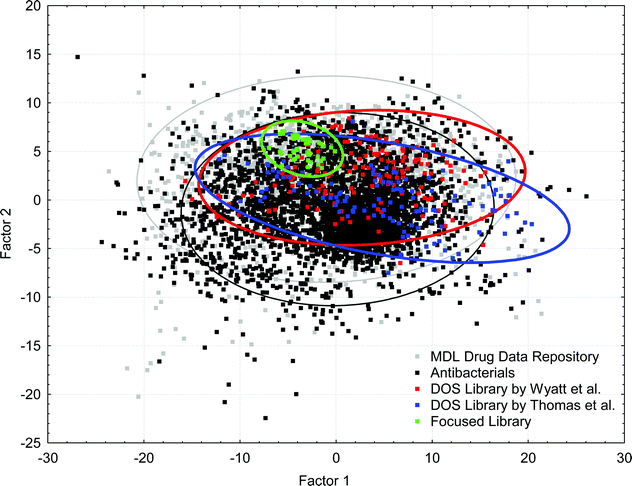 20
15
10
5
0
-5
-10
-15
-20
-25
Factor 2
-30
-20
-10
0
10
20
30
Factor 1
MDL Drug Data Repository
Antibacterials
DOS Library by Wyatt et al.
DOS Library by Thomas et al.
Focused Library